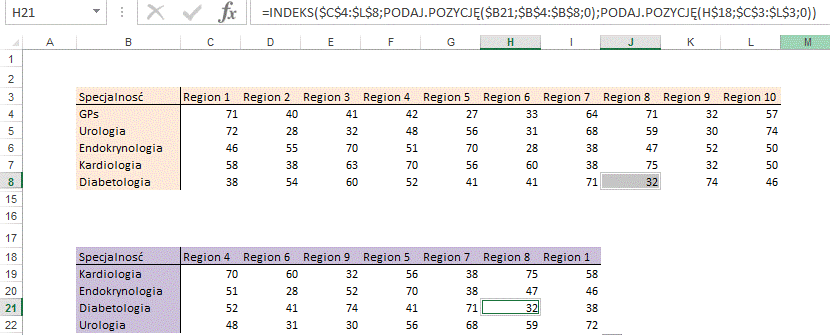 H21 fx =INDEKS($C$4:$L$8;PODAJ.POZYCJĘ($B21;$B$4:$B$8;0);PODAJ.POZYCJĘ(H$18;$C$3:$L$3;0))
A B C D E F G H I J K L M
1
2
3 Specjalność Region 1 Region 2 Region 3 Region 4 Region 5 Region 6 Region 7 Region 8 Region 9 Region 10
4 GPs 71 40 41 42 27 33 64 71 32 57
5 Urologia 72 28 32 48 56 31 68 59 30 74
6 Endokrynologia 46 55 70 51 70 28 38 47 52 50
7 Kardiologia 58 38 63 70 56 60 38 75 32 50
8 Diabetologia 38 54 60 52 41 41 71 32 74 46
15
16
17
18 Specjalność Region 4 Region 6 Region 9 Region 5 Region 7 Region 8 Region 1
19 Kardiologia 70 60 32 56 38 75 58
20 Endokrynologia 51 28 52 70 38 47 46
21 Diabetologia 52 41 74 41 71 32 38
22 Urologia 48 31 30 56 68 59 72